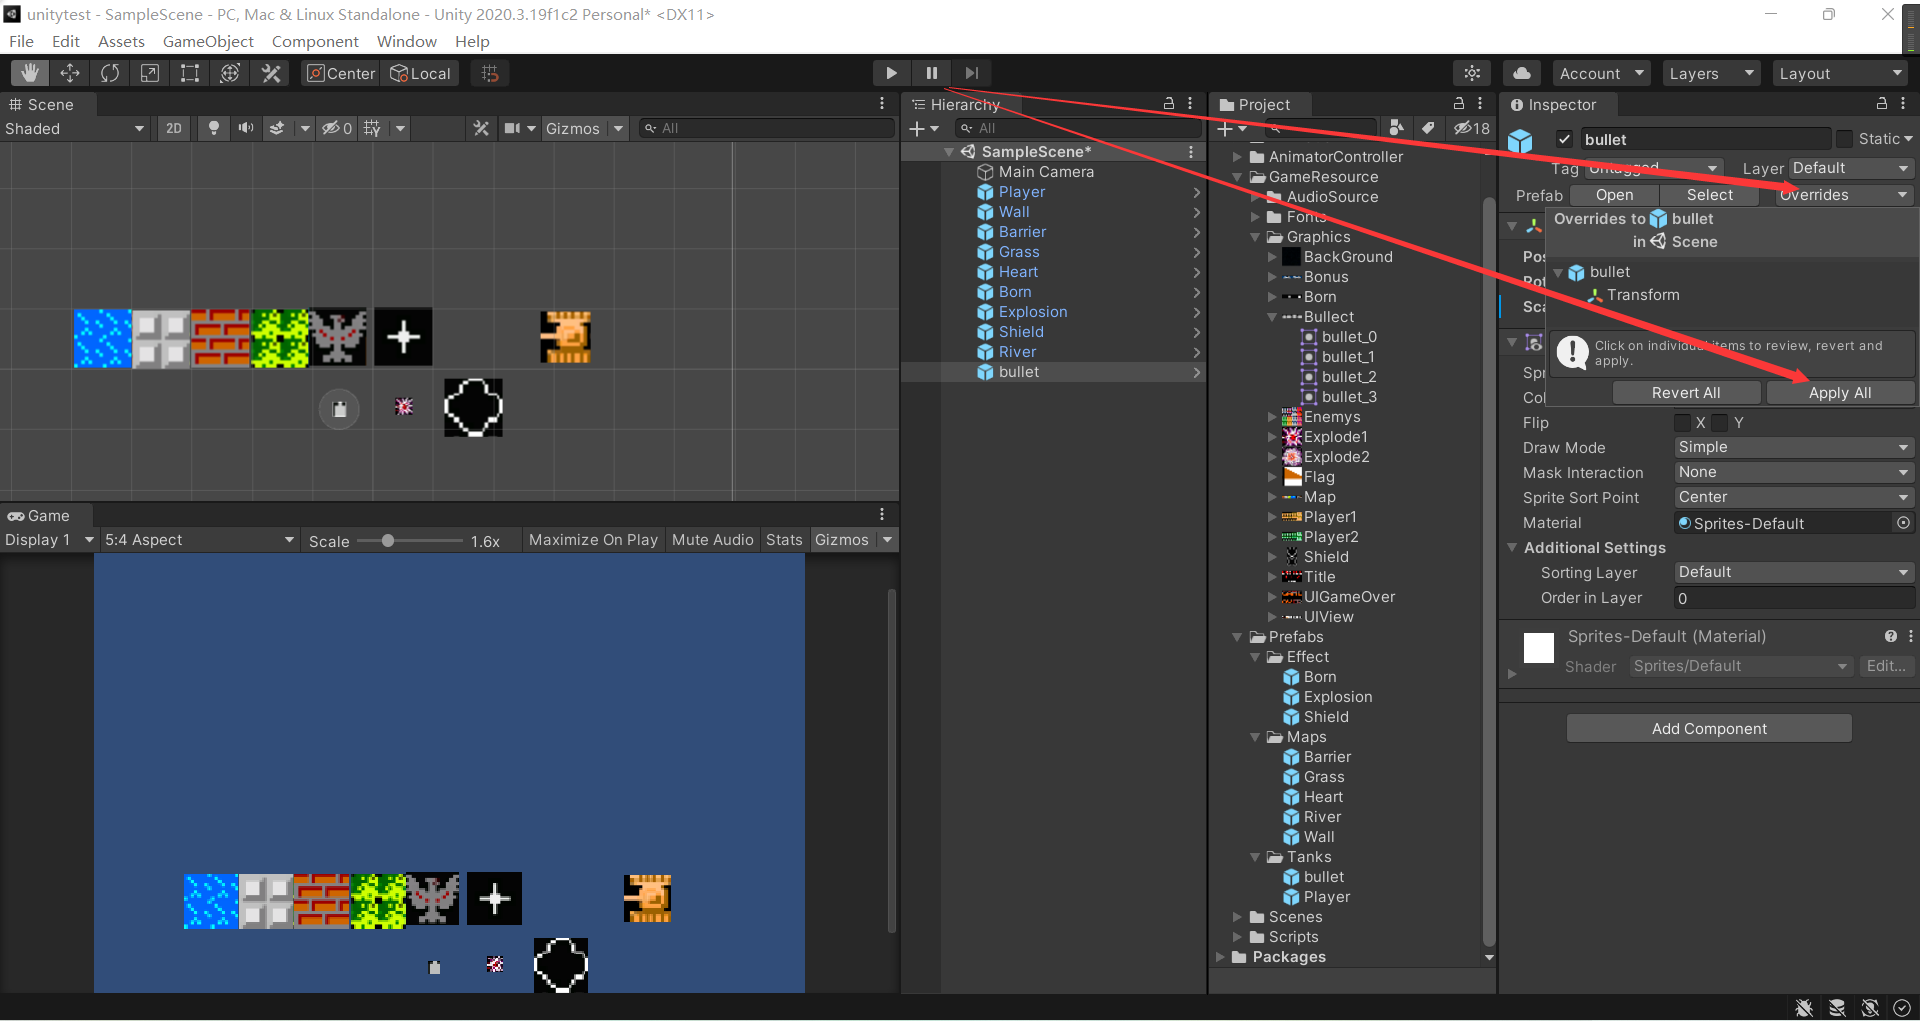 unitytest - SampleScene - PC, Mac & Linux Standalone - Unity 2020.3.19f1c2 Personal* <DX11>
File Edit Assets GameObject Component Window Help
Center Local
Account Layers Layout
Scene
Shaded 2D 0 Gizmos All
Game
Display 1 5:4 Aspect Scale 1.6x Maximize On Play Mute Audio Stats Gizmos
Hierarchy
All
SampleScene*
Main Camera
Player
Wall
Barrier
Grass
Heart
Born
Explosion
Shield
River
bullet
Project
18
AnimatorController
GameResource
AudioSource
Fonts
Graphics
BackGround
Bonus
Born
Bullect
bullet_0
bullet_1
bullet_2
bullet_3
Enemys
Explode1
Explode2
Flag
Map
Player1
Player2
Shield
Title
UIGameOver
UIView
Prefabs
Effect
Born
Explosion
Shield
Maps
Barrier
Grass
Heart
River
Wall
Tanks
bullet
Player
Scenes
Scripts
Packages
Inspector
bullet Static
Tag Untagged Layer Default
Prefab Open Select Overrides
Overrides to bullet
in Scene
Pos
Rot
Sca
bullet
Transform
Click on individual items to review, revert and
apply.
Spr
Revert All Apply All
Col
Flip X Y
Draw Mode Simple
Mask Interaction None
Sprite Sort Point Center
Material Sprites-Default
Additional Settings
Sorting Layer Default
Order in Layer 0
Sprites-Default (Material)
Shader Sprites/Default Edit...
Add Component